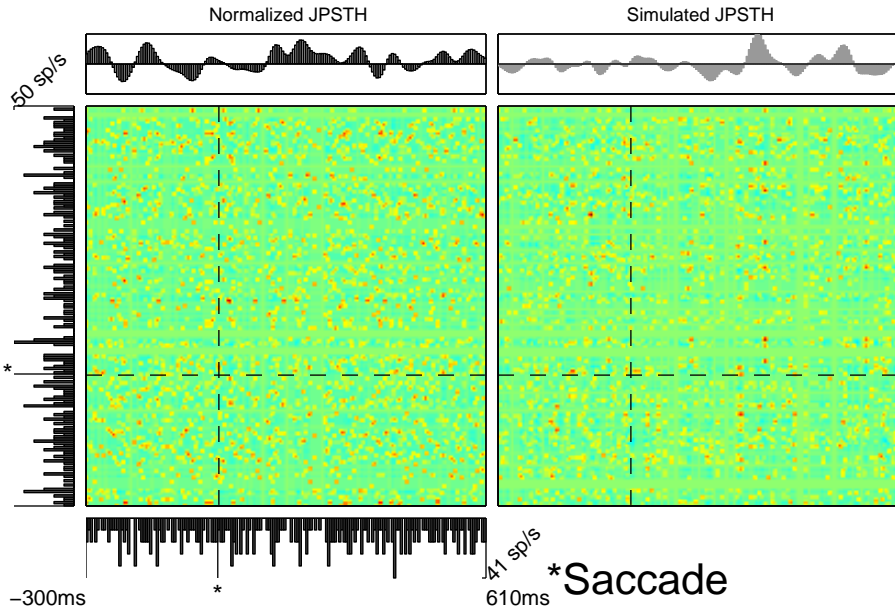 Normalized JPSTH
Simulated JPSTH
50 sp/s
*
*
41 sp/s
*Saccade
−300ms
610ms